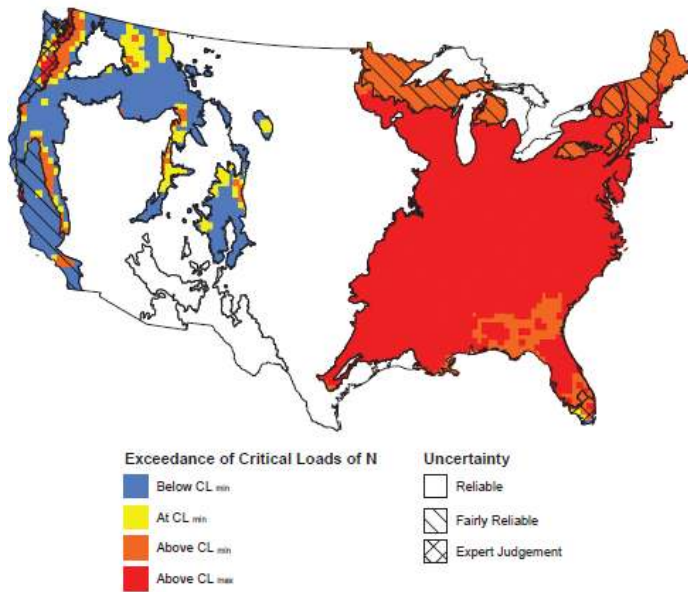 Exceedance of Critical Loads of N
Below CL min
At CL min
Above CL min
Above CL max
Uncertainty
Reliable
Fairly Reliable
Expert Judgement